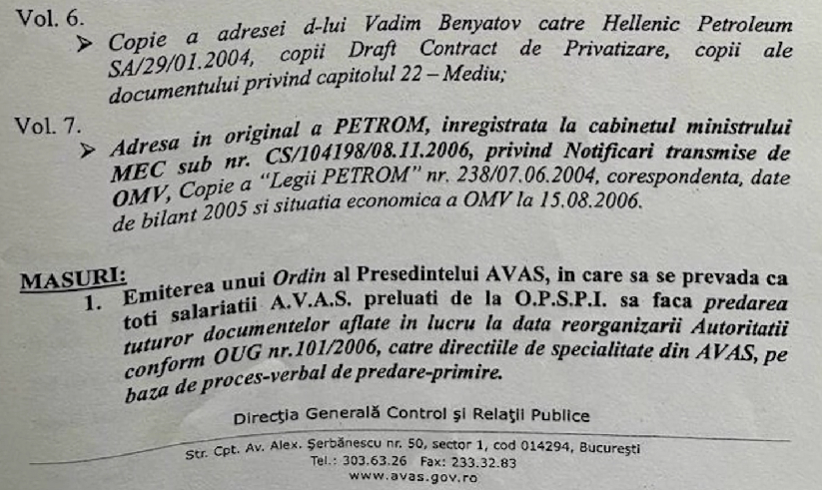 Vol. 6.
➤ Copie a adresei d-lui Vadim Benyatov catre Hellenic Petroleum
SA/29/01.2004, copii Draft Contract de Privatizare, copii ale
documentului privind capitolul 22 – Mediu;
Vol. 7.
➤ Adresa in original a PETROM, inregistrata la cabinetul ministrului
MEC sub nr. CS/104198/08.11.2006, privind Notificari transmise de
OMV, Copie a "Legii PETROM" nr. 238/07.06.2004, corespondenta, date
de bilant 2005 si situatia economica a OMV la 15.08.2006.
MASURI:
1. Emiterea unui Ordin al Presedintelui AVAS, in care sa se prevada ca
toti salariatii A.V.A.S. preluati de la O.P.S.P.I. sa faca predarea
tuturor documentelor aflate in lucru la data reorganizarii Autoritatii
conform OUG nr.101/2006, catre directiile de specialitate din AVAS, pe
baza de proces-verbal de predare-primire.
Direcția Generală Control și Relații Publice
Str. Cpt. Av. Alex. Șerbănescu nr. 50, sector 1, cod 014294, București
Tel.: 303.63.26 Fax: 233.32.83
www.avas.gov.ro